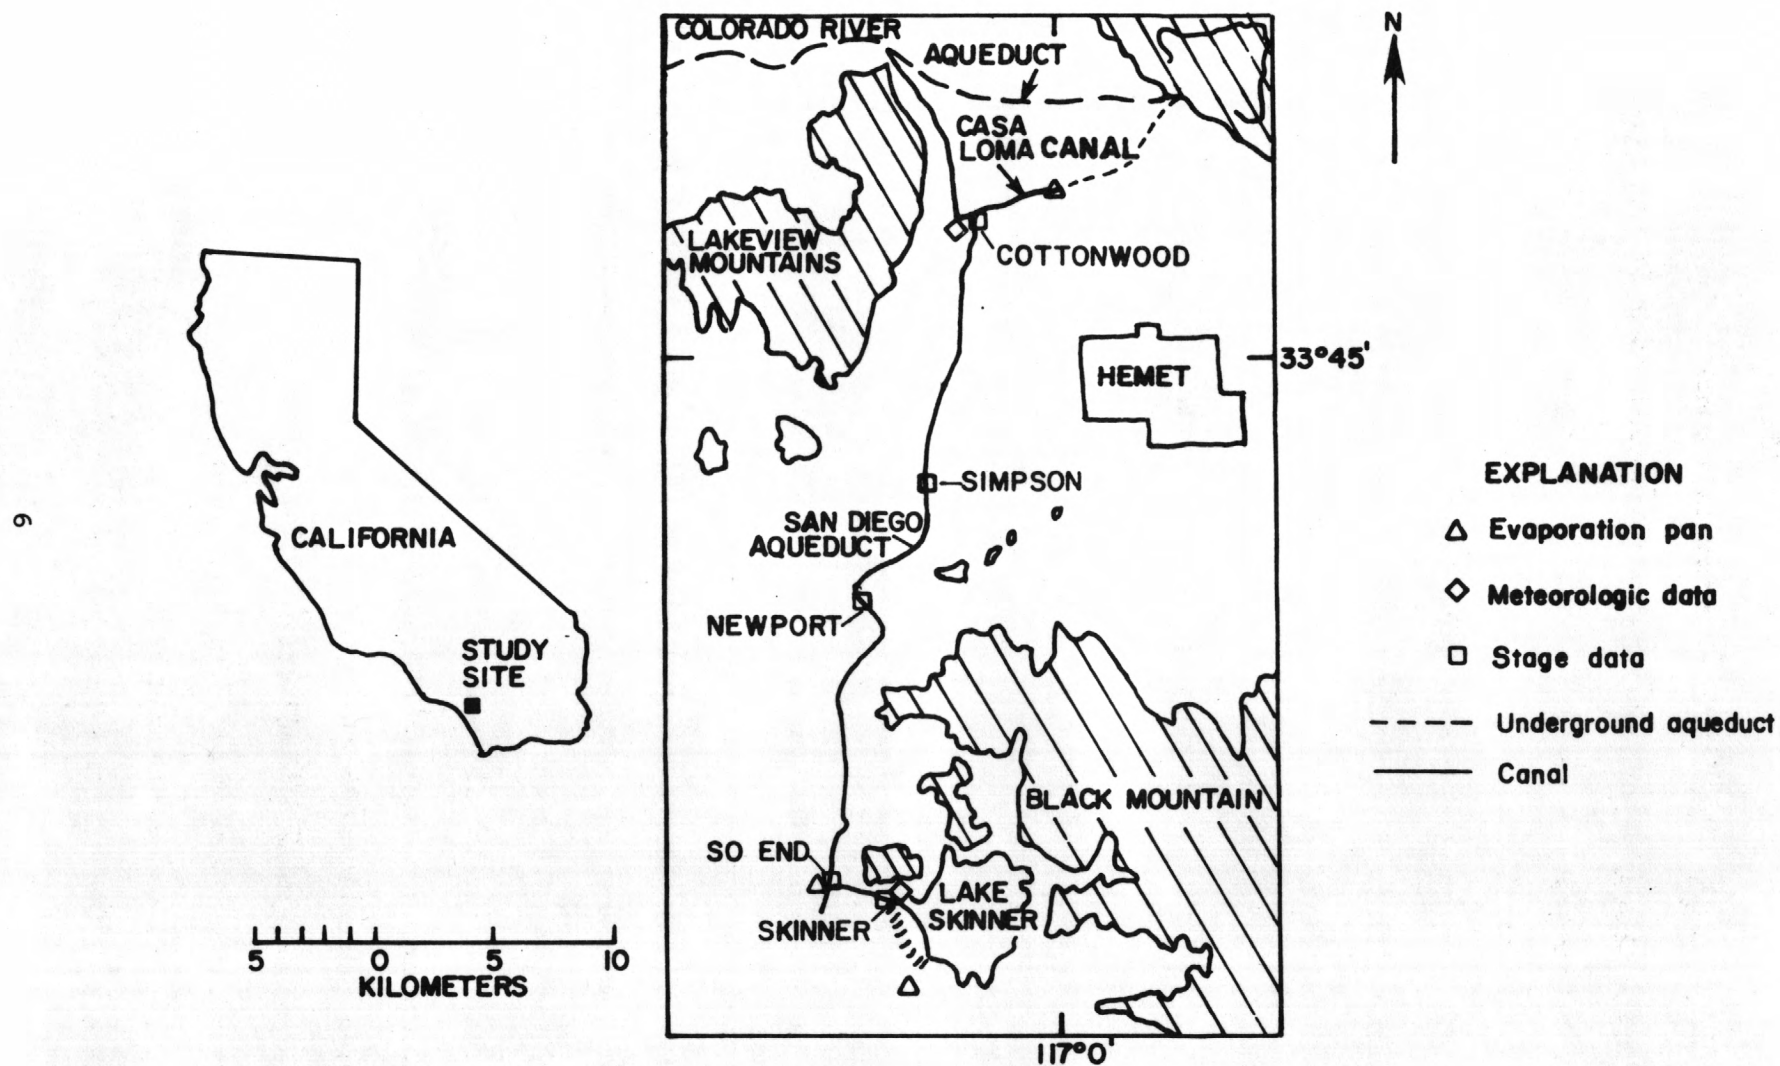 COLORADO RIVER
AQUEDUCT
CASA
LOMA CANAL
LAKEVIEW
MOUNTAINS
COTTONWOOD
33°45'
HEMET
SIMPSON
SAN DIEGO
AQUEDUCT
NEWPORT
BLACK MOUNTAIN
SO END
LAKE
SKINNER
SKINNER
117°0'
N
CALIFORNIA
STUDY
SITE
5 0 5 10
KILOMETERS
EXPLANATION
Evaporation pan
Meteorologic data
Stage data
Underground aqueduct
Canal
6